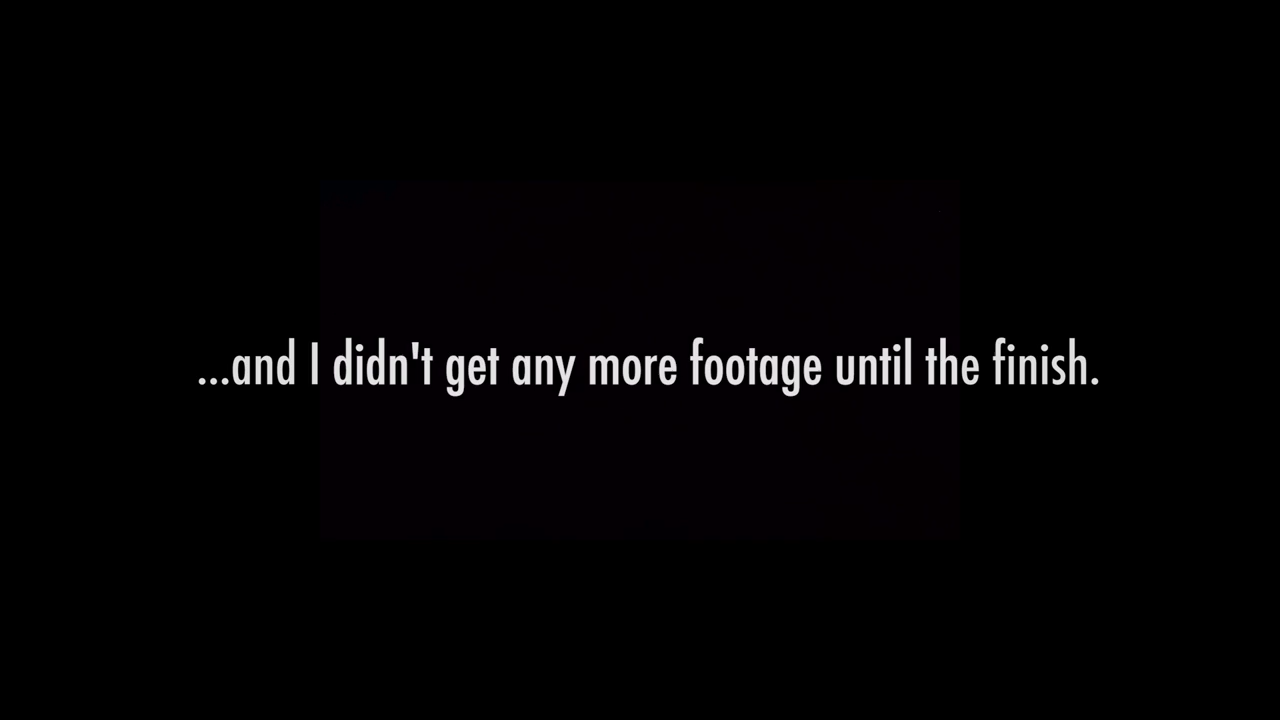 ...and I didn't get any more footage until the finish.